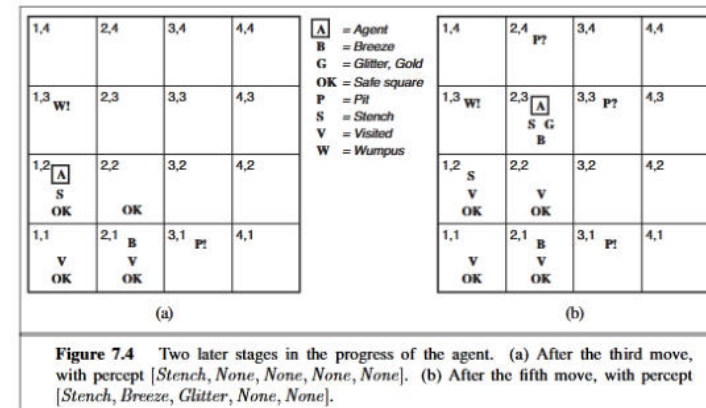 1,4 2,4 3,4 4,4
1,3 W! 2,3 3,3 4,3
1,2 A 2,2 3,2 4,2
S
OK OK
1,1 2,1 B 3,1 P! 4,1
V V
OK OK
(a)
A = Agent
B = Breeze
G = Glitter, Gold
OK = Safe square
P = Pit
S = Stench
V = Visited
W = Wumpus
1,4 2,4 P? 3,4 4,4
1,3 W! 2,3 A 3,3 P? 4,3
S G
B
1,2 S 2,2 3,2 4,2
V V
OK OK
1,1 2,1 B 3,1 P! 4,1
V V
OK OK
(b)
Figure 7.4 Two later stages in the progress of the agent. (a) After the third move,
with percept [Stench, None, None, None, None]. (b) After the fifth move, with percept
[Stench, Breeze, Glitter, None, None].